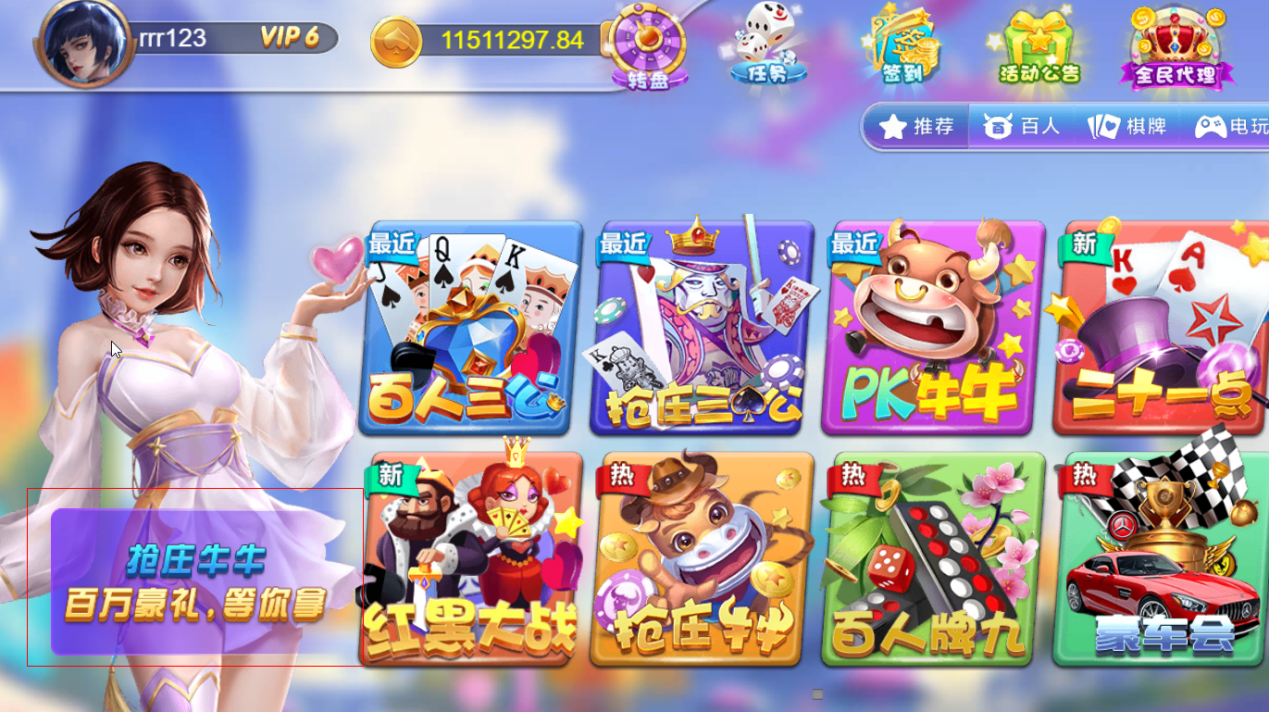 rrr123
VIP 6
11511297.84
转盘
任务
签到
活动公告
全民代理
推荐
百人
棋牌
电玩
最近
J
Q
K
百人三公
最近
K
抢庄三公
最近
PK牛牛
新
K
A
二十一点
新
红黑大战
热
抢庄牛牛
热
百人牌九
热
豪车会
抢庄牛牛
百万豪礼,等你拿